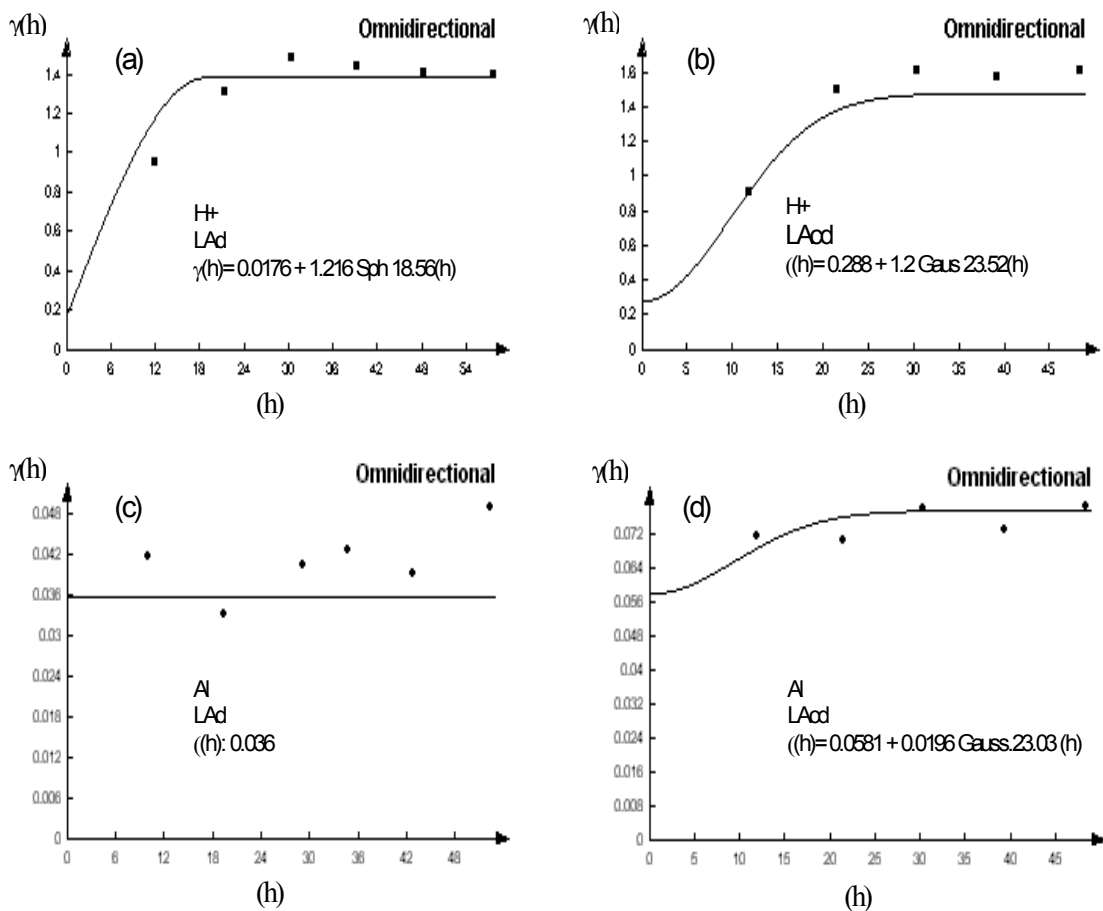 γ(h)
Omnidirectional
(a)
1.4
1.2
1
0.8
0.6
0.4
0.2
0
H+
LAd
γ(h)= 0.0176 + 1.216 Sph 18.56(h)
0 6 12 18 24 30 36 42 48 54
(h)
γ(h)
Omnidirectional
(b)
1.6
1.4
1.2
1
0.8
0.6
0.4
0.2
0
H+
LAcd
((h)= 0.288 + 1.2 Gaus 23.52(h)
0 5 10 15 20 25 30 35 40 45
(h)
γ(h)
Omnidirectional
(c)
0.048
0.042
0.036
0.03
0.024
0.018
0.012
0.006
0
Al
LAd
((h): 0.036
0 6 12 18 24 30 36 42 48
(h)
γ(h)
Omnidirectional
(d)
0.072
0.064
0.056
0.048
0.04
0.032
0.024
0.016
0.008
0
Al
LAcd
((h)= 0.0581 + 0.0196 Gauss.23.03 (h)
0 5 10 15 20 25 30 35 40 45
(h)